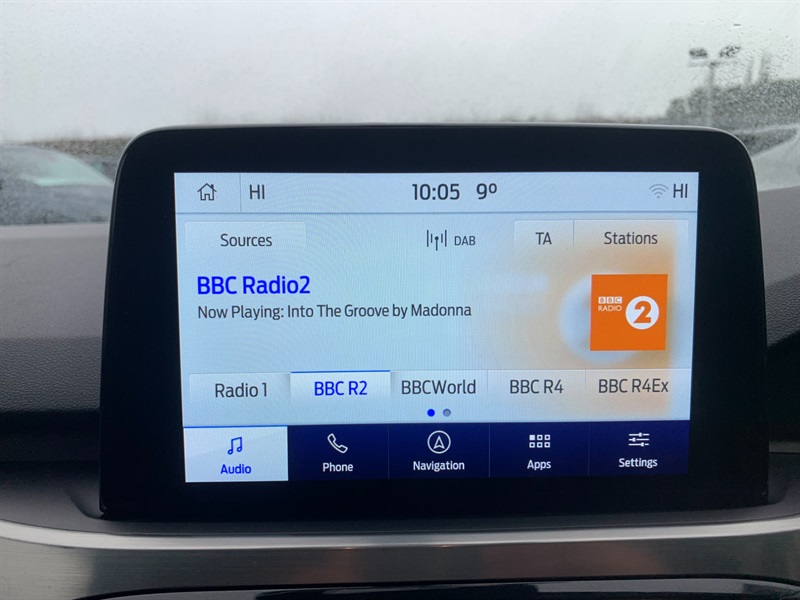 HI 10:05 9º HI
Sources DAB TA Stations
BBC Radio2
Now Playing: Into The Groove by Madonna
BBC
RADIO 2
Radio 1 BBC R2 BBCWorld BBC R4 BBC R4Ex
Audio Phone Navigation Apps Settings